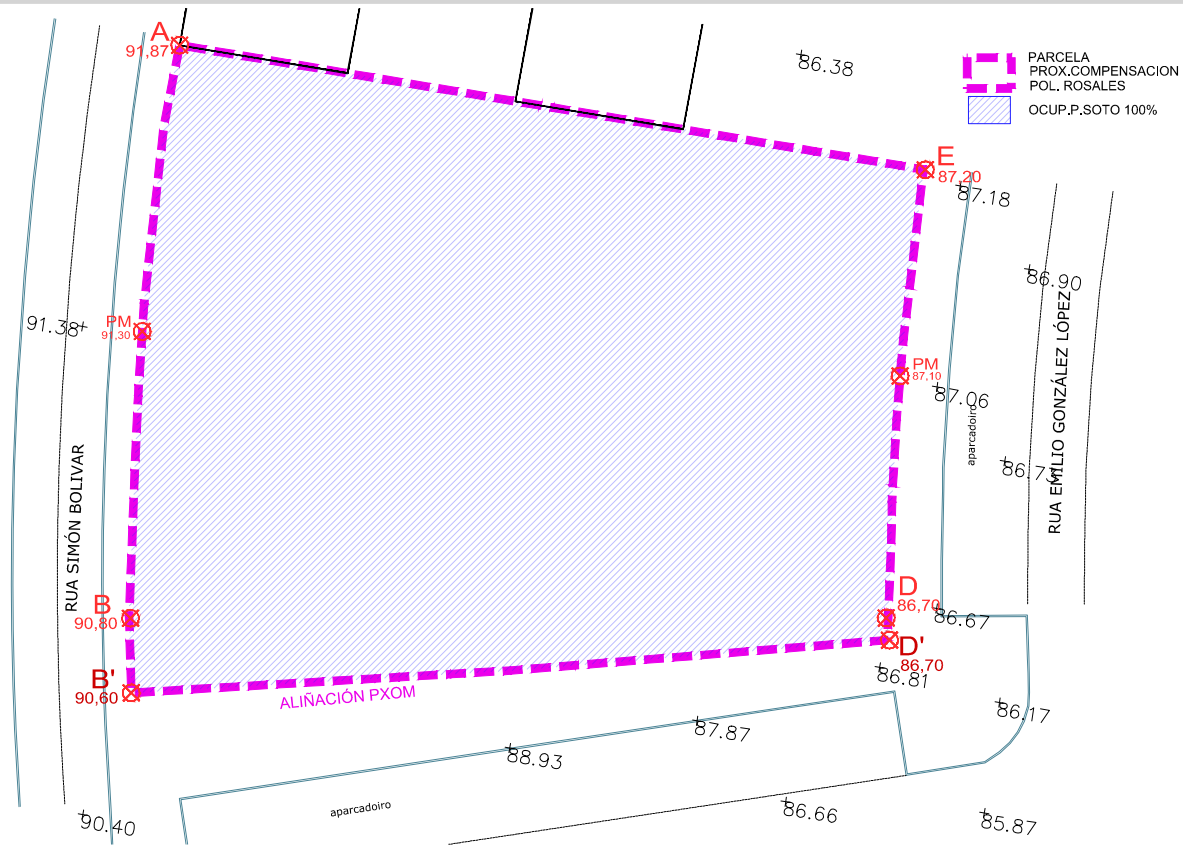 A
91,87
86.38
PARCELA
PROX.COMPENSACION
POL. ROSALES
OCUP.P.SOTO 100%
E
87,20
87.18
86.90
91.38
PM
91,30
PM
87,10
87.06
aparcadoiro
86.73
RUA EMILIO GONZÁLEZ LÓPEZ
RUA SIMÓN BOLIVAR
B
90,80
D
86,70
86.67
B'
90,60
D'
86,70
86.81
ALIÑACIÓN PXOM
86.17
87.87
88.93
aparcadoiro
90.40
86.66
85.87